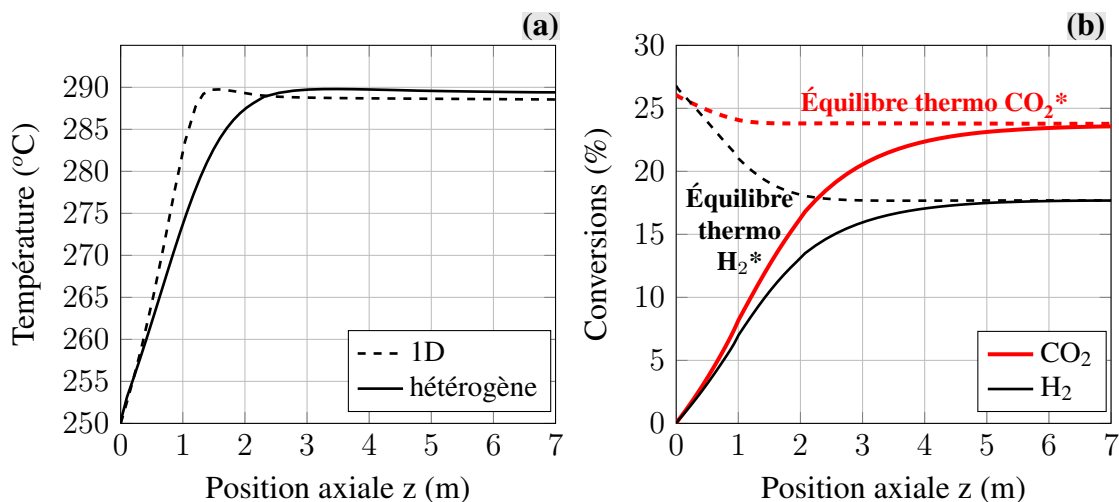 (a)
Température (°C)
290
285
280
275
270
265
260
255
250
0 1 2 3 4 5 6 7
Position axiale z (m)
1D
hétérogène
(b)
Conversions (%)
30
25
20
15
10
5
0
0 1 2 3 4 5 6 7
Position axiale z (m)
Équilibre thermo CO₂*
Équilibre
thermo
H₂*
CO₂
H₂